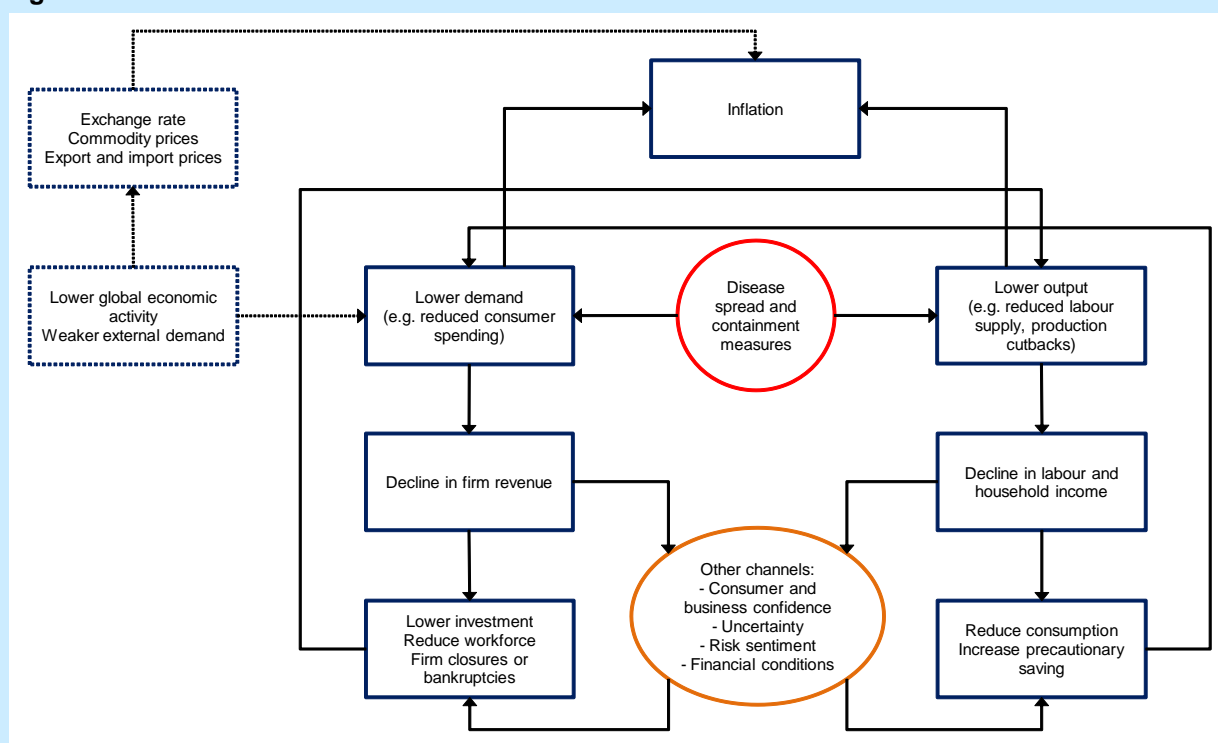 Exchange rate
Commodity prices
Export and import prices
Inflation
Lower global economic
activity
Weaker external demand
Lower demand
(e.g. reduced consumer
spending)
Disease
spread and
containment
measures
Lower output
(e.g. reduced labour
supply, production
cutbacks)
Decline in firm revenue
Decline in labour and
household income
Other channels:
- Consumer and
business confidence
- Uncertainty
- Risk sentiment
- Financial conditions
Lower investment
Reduce workforce
Firm closures or
bankruptcies
Reduce consumption
Increase precautionary
saving